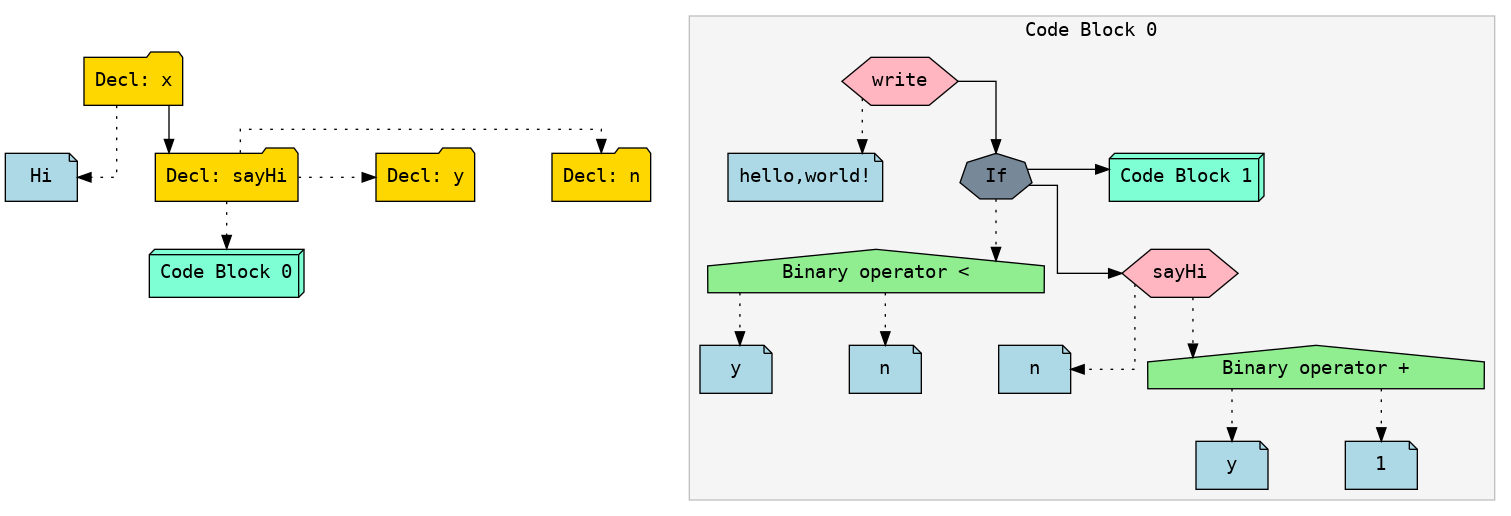 Code Block 0
Decl: x
write
Hi
Decl: sayHi
Decl: y
Decl: n
hello,world!
If
Code Block 1
Code Block 0
Binary operator <
sayHi
y
n
n
Binary operator +
y
1